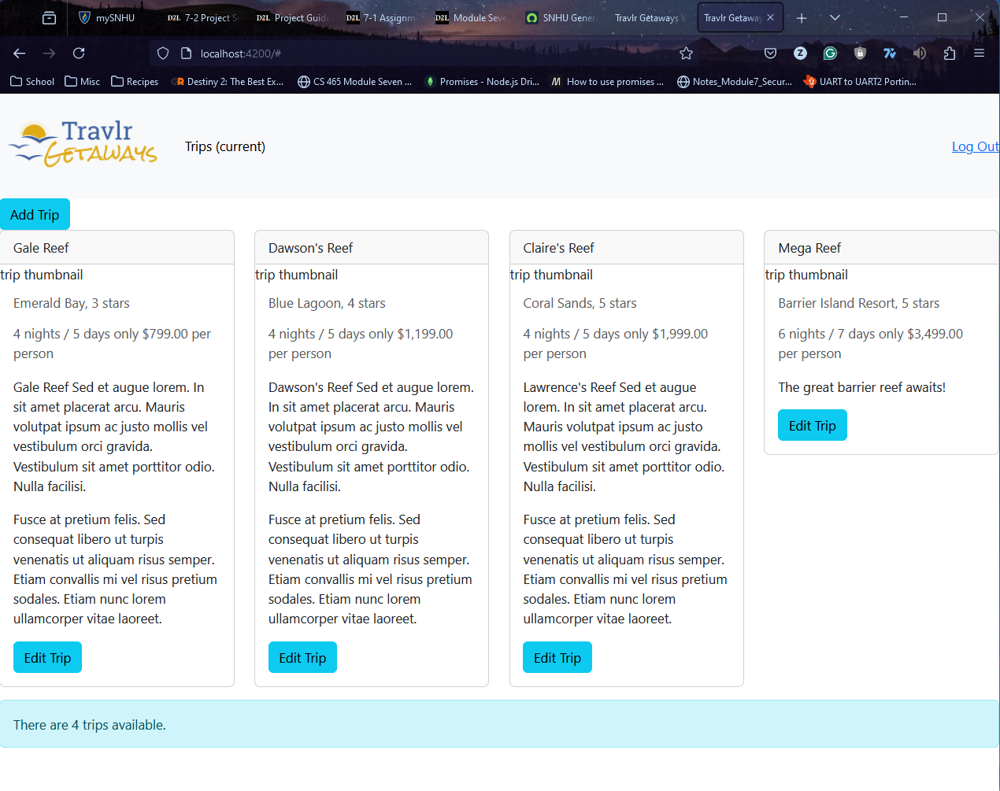 mySNHU
7-2 Project S
Project Guide
7-1 Assignm
Module Seve
SNHU Gener
Travlr Getaways
Travlr Getaway
localhost:4200/#
School
Misc
Recipes
Destiny 2: The Best Ex...
CS 465 Module Seven ...
Promises - Node.js Dri...
How to use promises ...
Notes_Module7_Secur...
UART to UART2 Portin...
Travlr
GETAWAYS
Trips (current)
Log Out
Add Trip
Gale Reef
trip thumbnail
Emerald Bay, 3 stars
4 nights / 5 days only $799.00 per
person
Gale Reef Sed et augue lorem. In
sit amet placerat arcu. Mauris
volutpat ipsum ac justo mollis vel
vestibulum orci gravida.
Vestibulum sit amet porttitor odio.
Nulla facilisi.
Fusce at pretium felis. Sed
consequat libero ut turpis
venenatis ut aliquam risus semper.
Etiam convallis mi vel risus pretium
sodales. Etiam nunc lorem
ullamcorper vitae laoreet.
Edit Trip
Dawson's Reef
trip thumbnail
Blue Lagoon, 4 stars
4 nights / 5 days only $1,199.00
per person
Dawson's Reef Sed et augue lorem.
In sit amet placerat arcu. Mauris
volutpat ipsum ac justo mollis vel
vestibulum orci gravida.
Vestibulum sit amet porttitor odio.
Nulla facilisi.
Fusce at pretium felis. Sed
consequat libero ut turpis
venenatis ut aliquam risus semper.
Etiam convallis mi vel risus pretium
sodales. Etiam nunc lorem
ullamcorper vitae laoreet.
Edit Trip
Claire's Reef
trip thumbnail
Coral Sands, 5 stars
4 nights / 5 days only $1,999.00
per person
Lawrence's Reef Sed et augue
lorem. In sit amet placerat arcu.
Mauris volutpat ipsum ac justo
mollis vel vestibulum orci gravida.
Vestibulum sit amet porttitor odio.
Nulla facilisi.
Fusce at pretium felis. Sed
consequat libero ut turpis
venenatis ut aliquam risus semper.
Etiam convallis mi vel risus pretium
sodales. Etiam nunc lorem
ullamcorper vitae laoreet.
Edit Trip
Mega Reef
trip thumbnail
Barrier Island Resort, 5 stars
6 nights / 7 days only $3,499.00
per person
The great barrier reef awaits!
Edit Trip
There are 4 trips available.